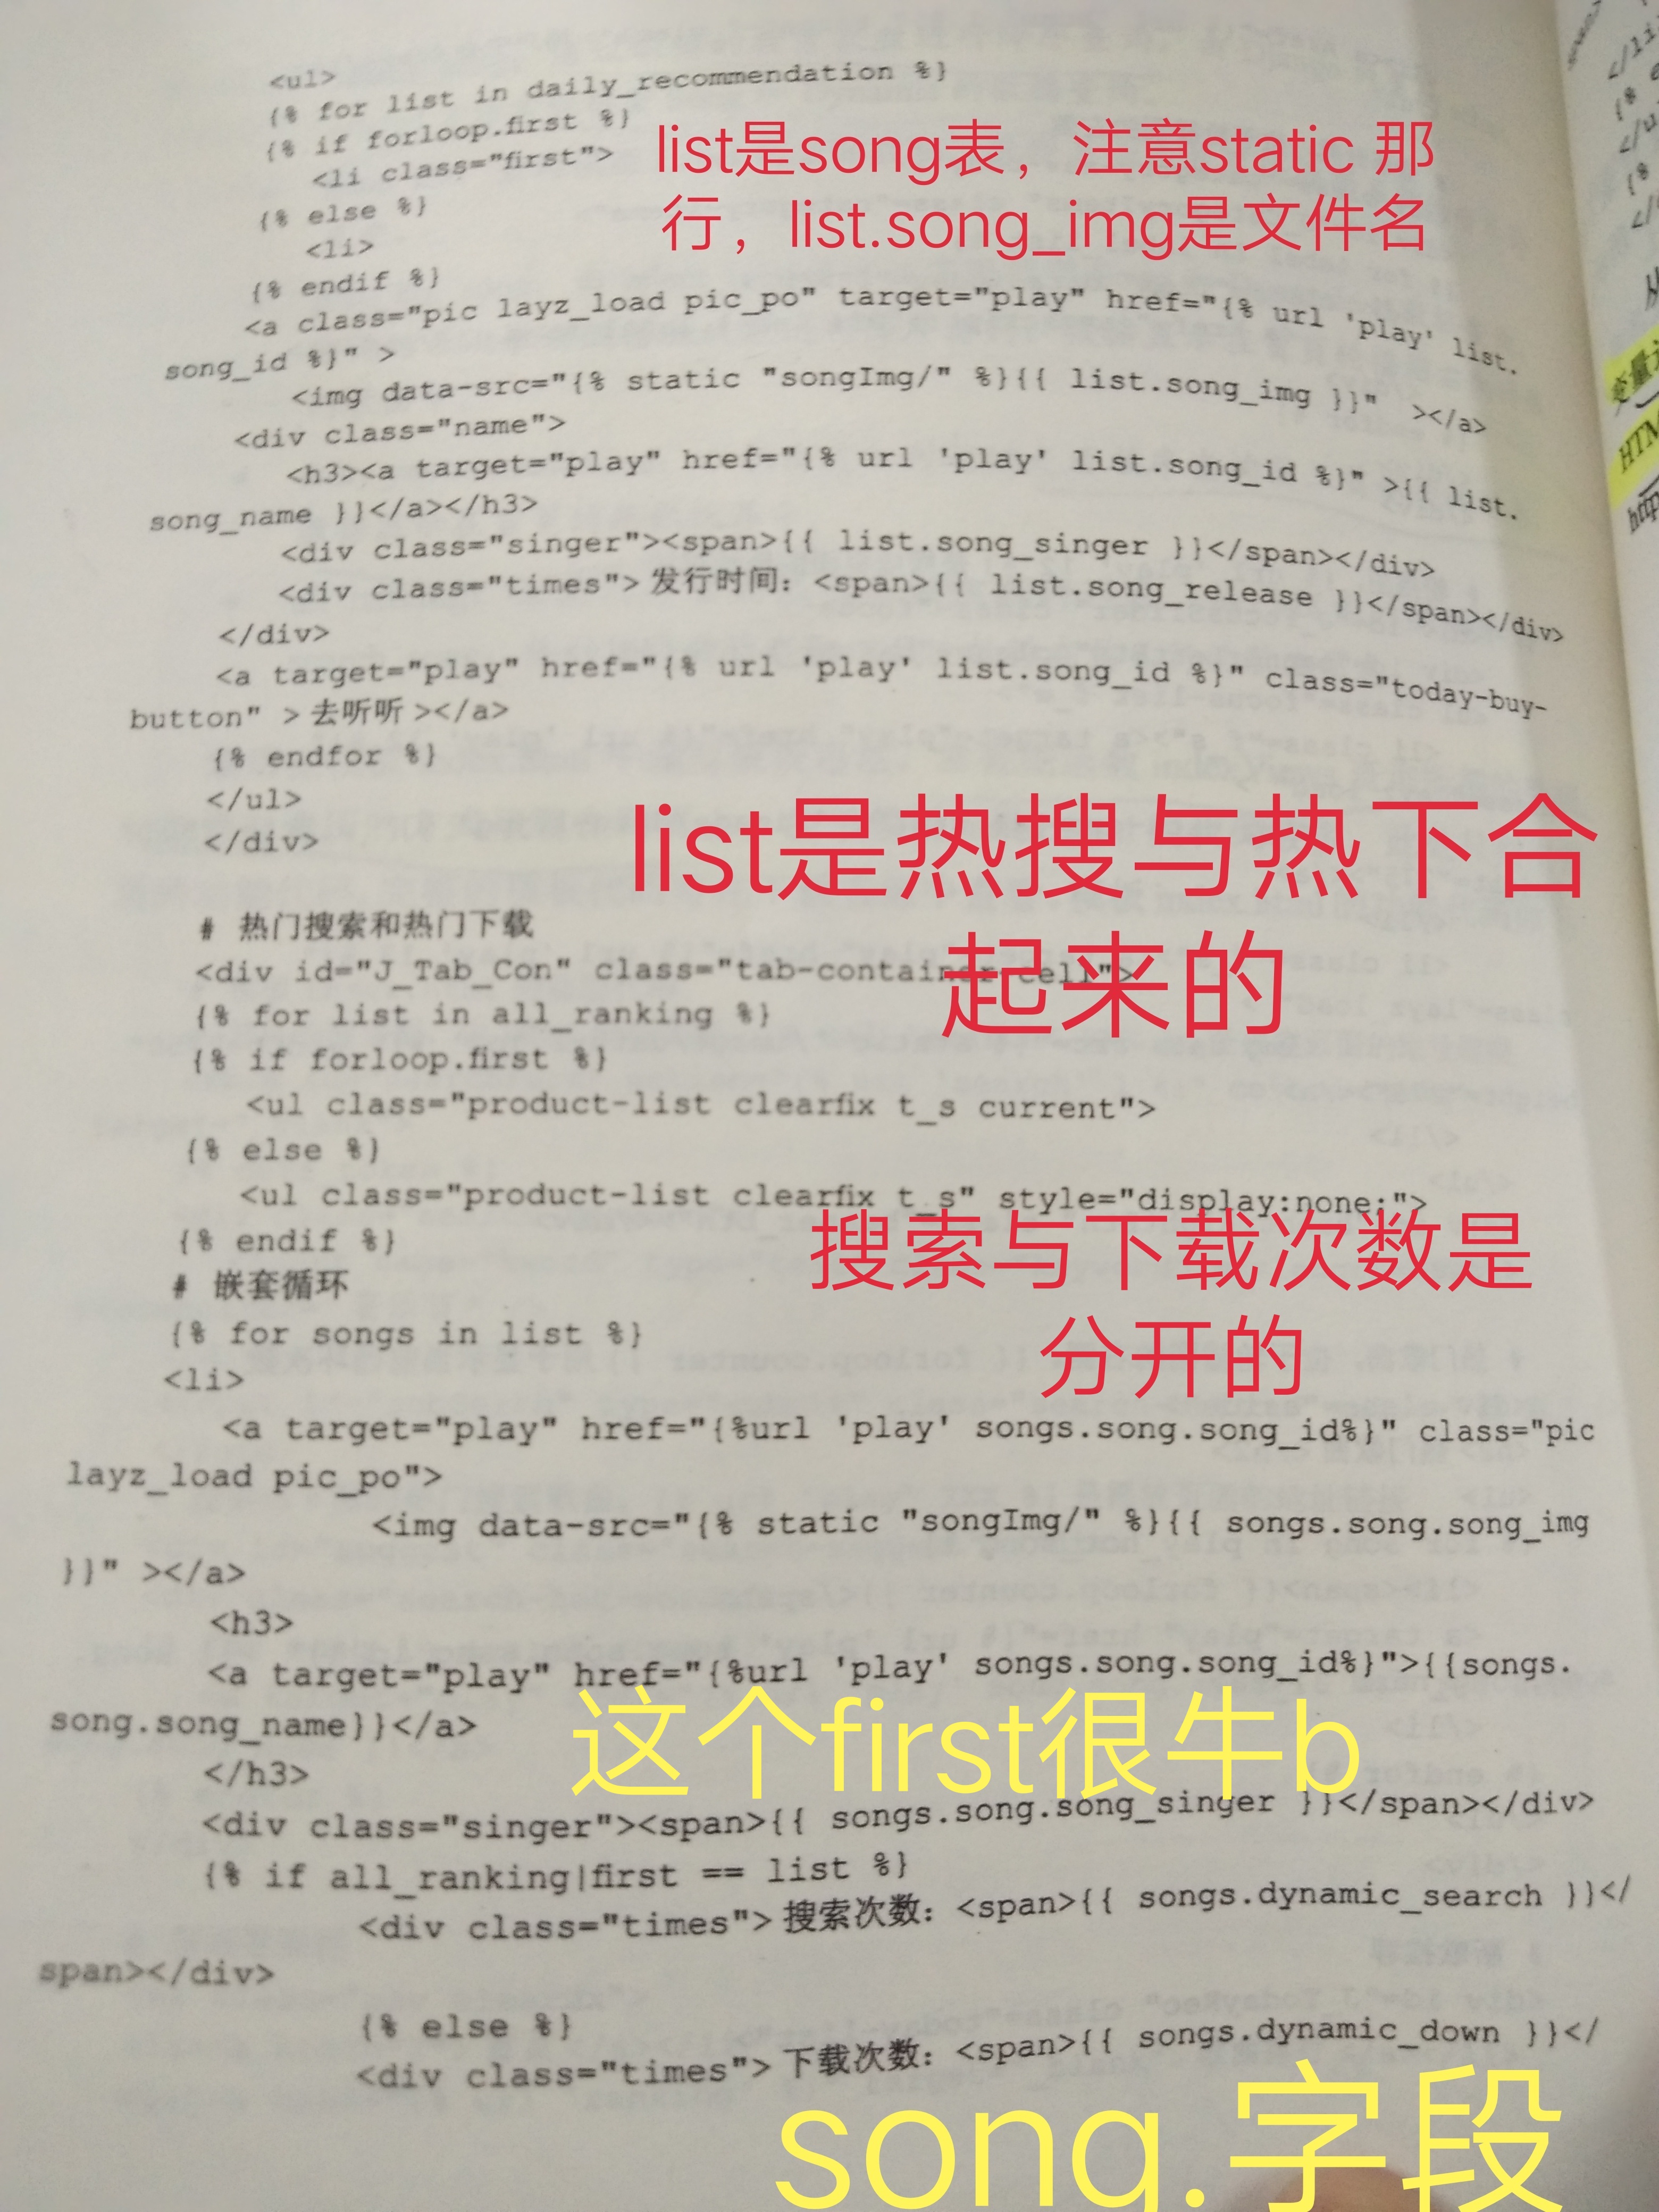 <ul>
{% for list in daily_recommendation %}
{% if forloop.first %}
<li class="first">
list是song表，注意static 那
行，list.song_img是文件名
{% else %}
<li>
{% endif %}
<a class="pic layz_load pic_po" target="play" href="{% url 'play' list.
song_id %}" >
<img data-src="{% static "songImg/" %}{{ list.song_img }}" ></a>
<div class="name">
<h3><a target="play" href="{% url 'play' list.song_id %}" >{{ list.
song_name }}</a></h3>
<div class="singer"><span>{{ list.song_singer }}</span></div>
<div class="times">发行时间：<span>{{ list.song_release }}</span></div>
</div>
<a target="play" href="{% url 'play' list.song_id %}" class="today-buy-
button" >去听听></a>
{% endfor %}
</ul>
</div>
list是热搜与热下合
起来的
# 热门搜索和热门下载
<div id="J_Tab_Con" class="tab-container-cell">
{% for list in all_ranking %}
{% if forloop.first %}
<ul class="product-list clearfix t_s current">
{% else %}
<ul class="product-list clearfix t_s" style="display:none;">
{% endif %}
搜索与下载次数是
分开的
# 嵌套循环
{% for songs in list %}
<li>
<a target="play" href="{%url 'play' songs.song.song_id%}" class="pic
layz_load pic_po">
<img data-src="{% static "songImg/" %}{{ songs.song.song_img
}}" ></a>
<h3>
<a target="play" href="{%url 'play' songs.song.song_id%}">{{songs.
song.song_name}}</a>
这个first很牛b
</h3>
<div class="singer"><span>{{ songs.song.song_singer }}</span></div>
{% if all_ranking|first == list %}
<div class="times">搜索次数：<span>{{ songs.dynamic_search }}</
span></div>
{% else %}
<div class="times">下载次数：<span>{{ songs.dynamic_down }}</
song.字段